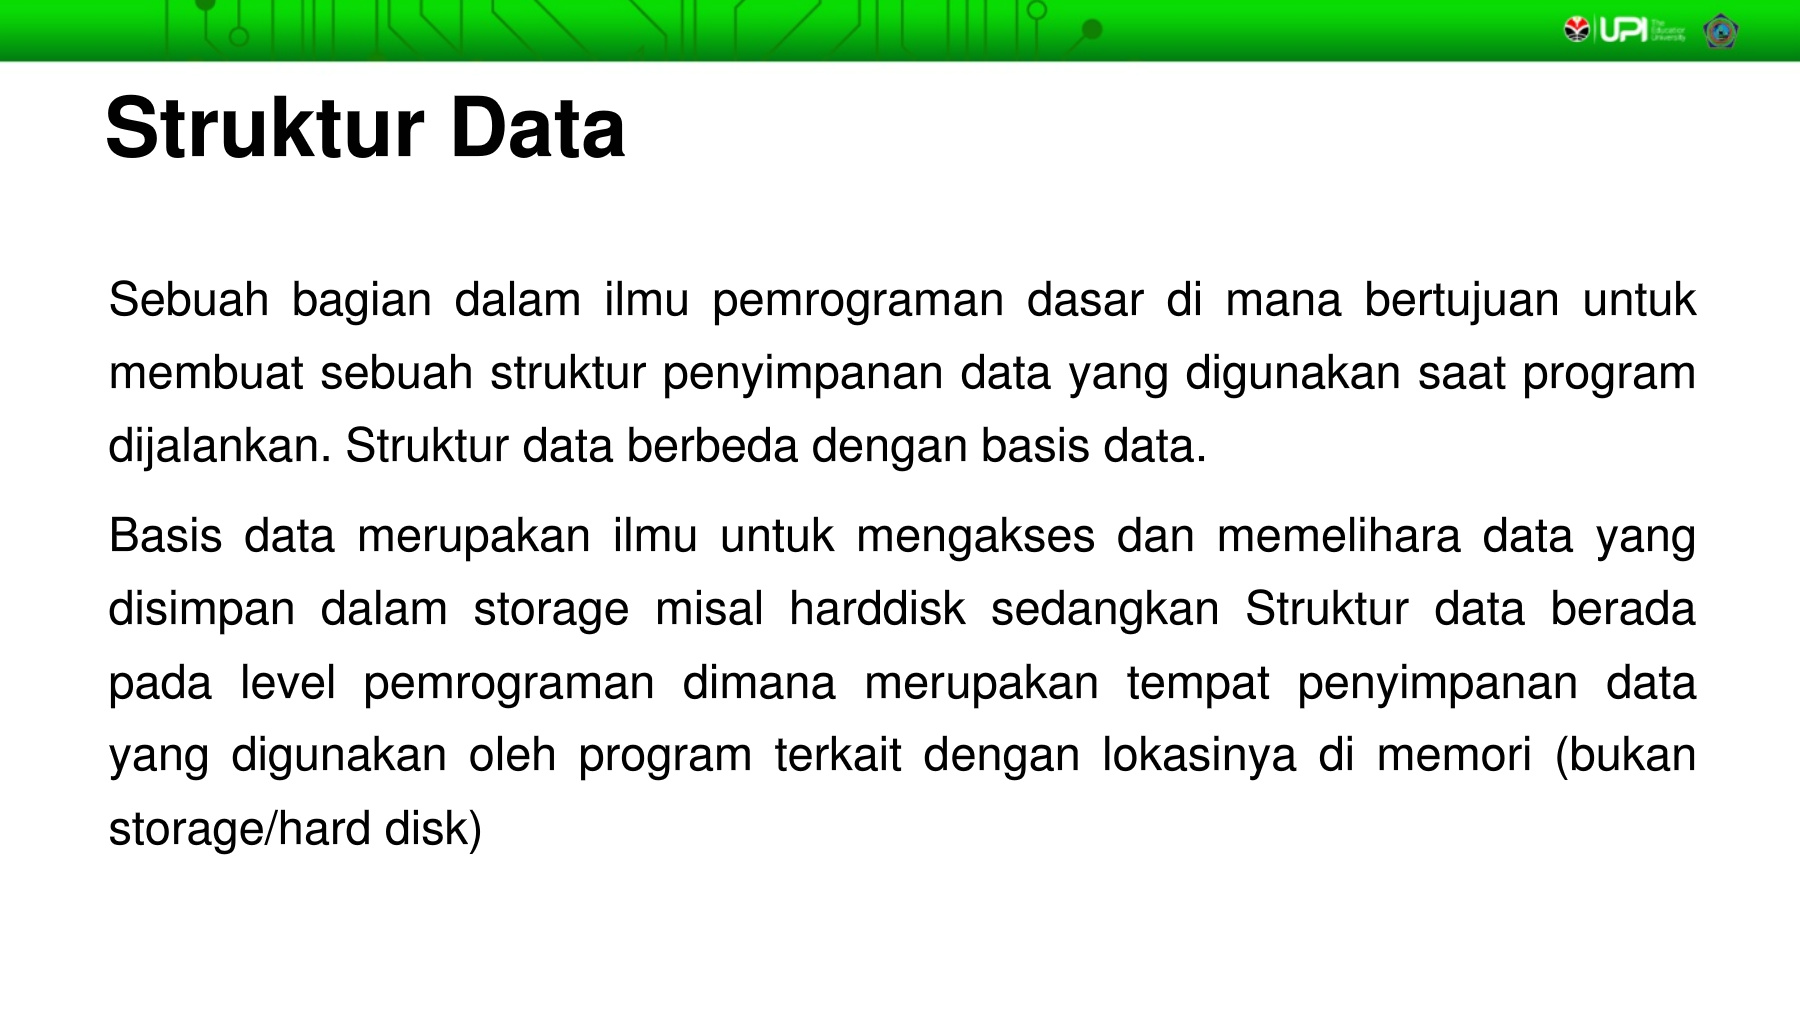 UPI
The
Education
University
Struktur Data
Sebuah bagian dalam ilmu pemrograman dasar di mana bertujuan untuk
membuat sebuah struktur penyimpanan data yang digunakan saat program
dijalankan. Struktur data berbeda dengan basis data.
Basis data merupakan ilmu untuk mengakses dan memelihara data yang
disimpan dalam storage misal harddisk sedangkan Struktur data berada
pada level pemrograman dimana merupakan tempat penyimpanan data
yang digunakan oleh program terkait dengan lokasinya di memori (bukan
storage/hard disk)